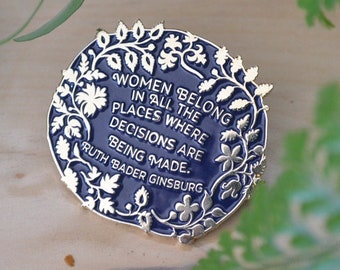 WOMEN BELONG
IN ALL THE
PLACES WHERE
DECISIONS ARE
BEING MADE.
RUTH BADER GINSBURG